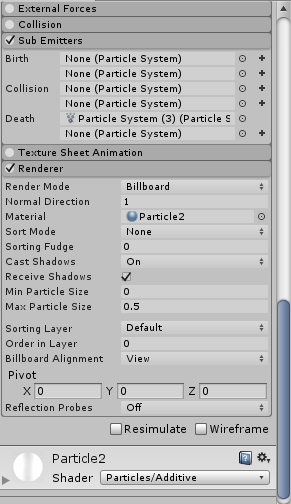 External Forces
Collision
Sub Emitters
Birth None (Particle System)
None (Particle System)
Collision None (Particle System)
None (Particle System)
Death Particle System (3) (Particle S
None (Particle System)
Texture Sheet Animation
Renderer
Render Mode Billboard
Normal Direction 1
Material Particle2
Sort Mode None
Sorting Fudge 0
Cast Shadows On
Receive Shadows
Min Particle Size 0
Max Particle Size 0.5
Sorting Layer Default
Order in Layer 0
Billboard Alignment View
Pivot
X 0 Y 0 Z 0
Reflection Probes Off
Resimulate Wireframe
Particle2
Shader Particles/Additive